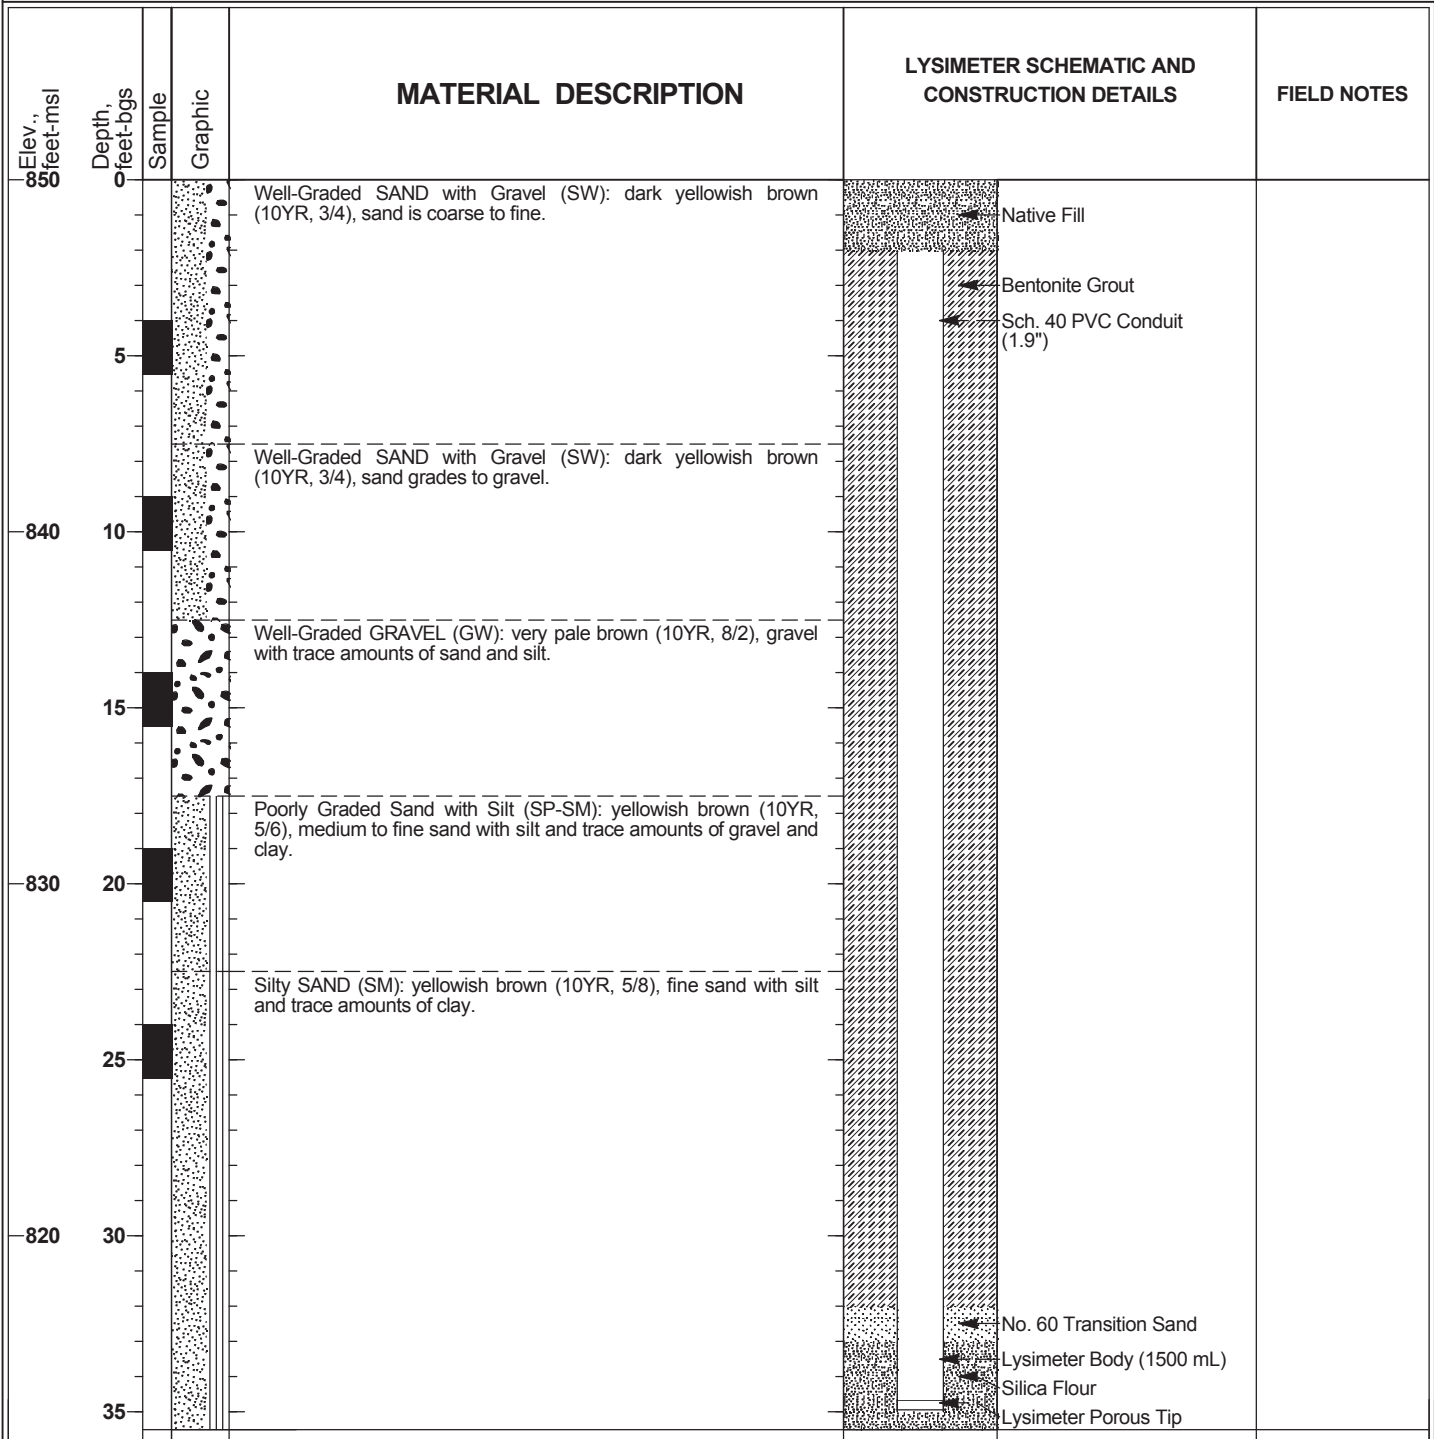 Elev.,
feet-msl
Depth,
feet-bgs
Sample
Graphic
MATERIAL DESCRIPTION
LYSIMETER SCHEMATIC AND
CONSTRUCTION DETAILS
FIELD NOTES
850
0
Well-Graded SAND with Gravel (SW): dark yellowish brown
(10YR, 3/4), sand is coarse to fine.
Native Fill
Bentonite Grout
Sch. 40 PVC Conduit
(1.9")
5
Well-Graded SAND with Gravel (SW): dark yellowish brown
(10YR, 3/4), sand grades to gravel.
840
10
Well-Graded GRAVEL (GW): very pale brown (10YR, 8/2), gravel
with trace amounts of sand and silt.
15
Poorly Graded Sand with Silt (SP-SM): yellowish brown (10YR,
5/6), medium to fine sand with silt and trace amounts of gravel and
clay.
830
20
Silty SAND (SM): yellowish brown (10YR, 5/8), fine sand with silt
and trace amounts of clay.
25
820
30
No. 60 Transition Sand
Lysimeter Body (1500 mL)
Silica Flour
35
Lysimeter Porous Tip